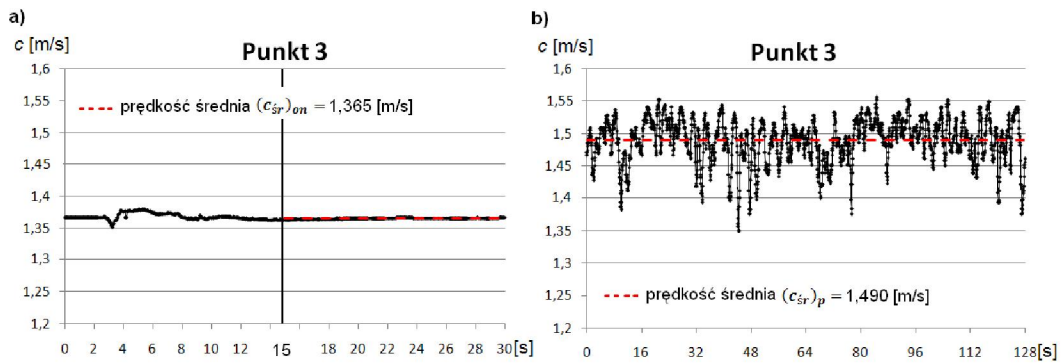 a)
c [m/s]
Punkt 3
1,6
1,55
1,5
1,45
1,4
1,35
1,3
1,25
1,2
prędkość średnia (cśr)on = 1,365 [m/s]
0 2 4 6 8 10 12 15 16 18 20 22 24 26 28 30 [s]
b)
c [m/s]
Punkt 3
1,6
1,55
1,5
1,45
1,4
1,35
1,3
1,25
1,2
prędkość średnia (cśr)p = 1,490 [m/s]
0 16 32 48 64 80 96 112 128 [s]